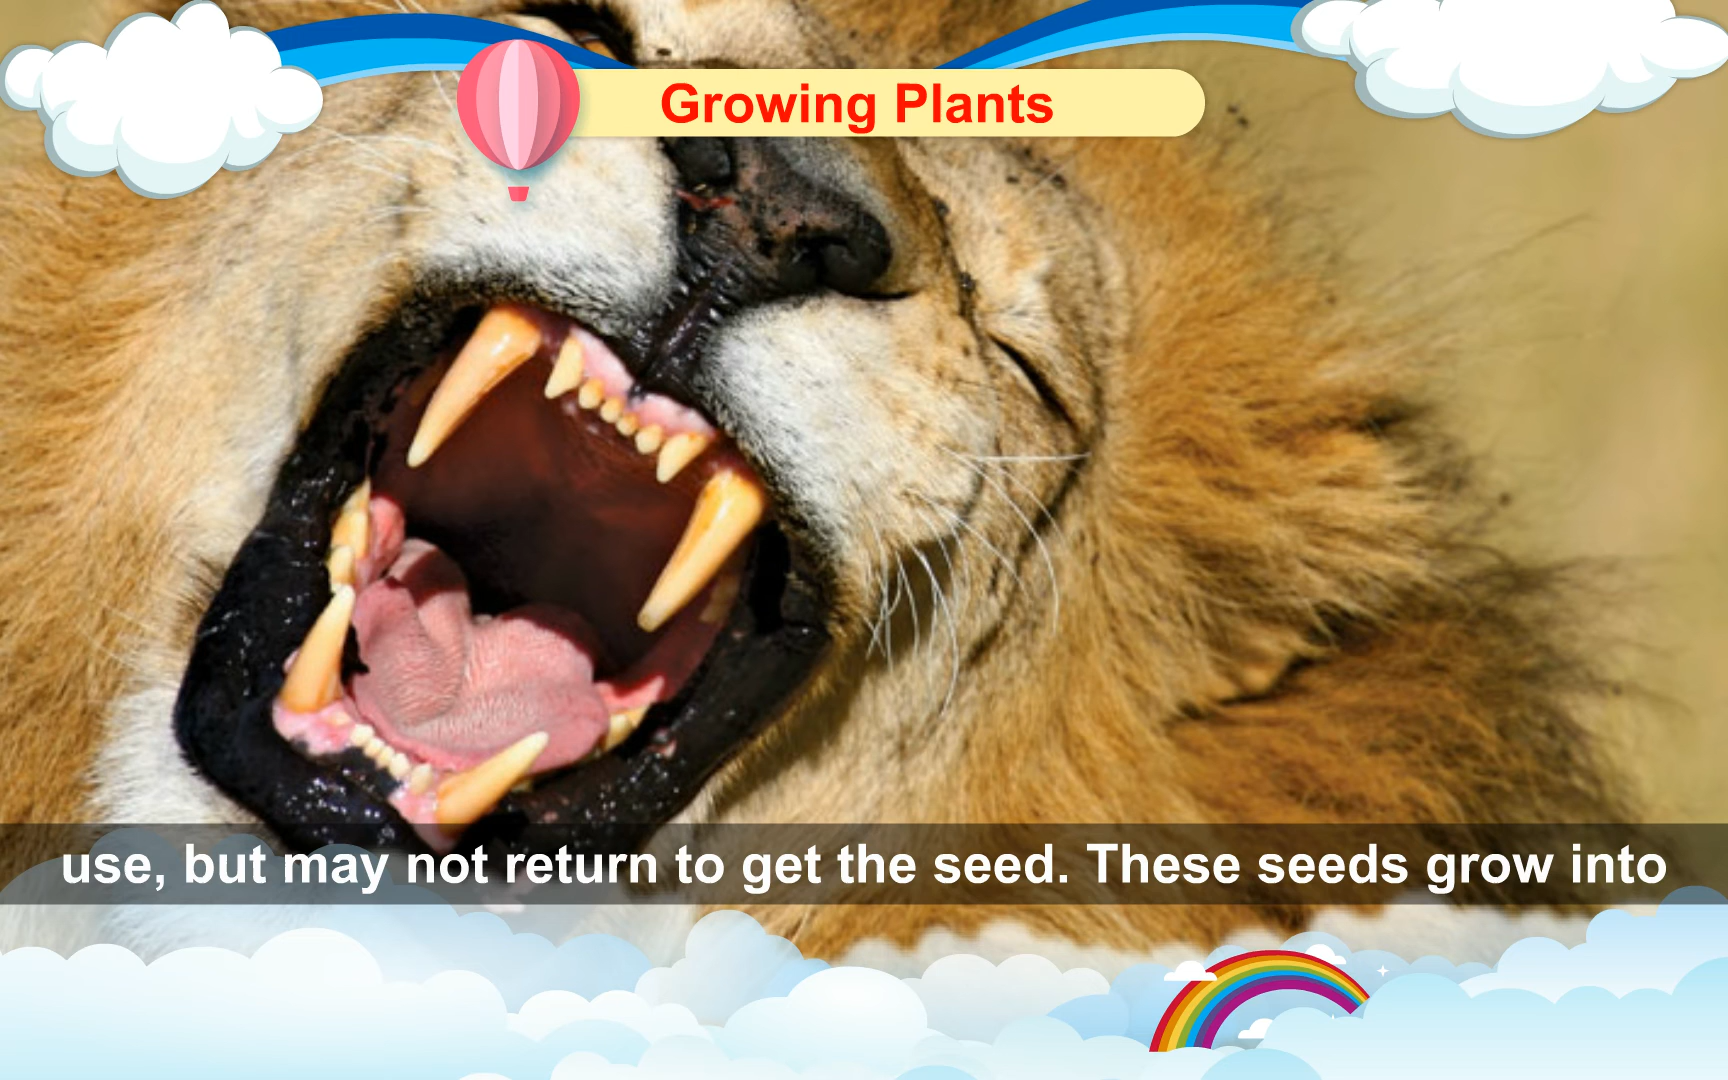 Growing Plants
use, but may not return to get the seed. These seeds grow into